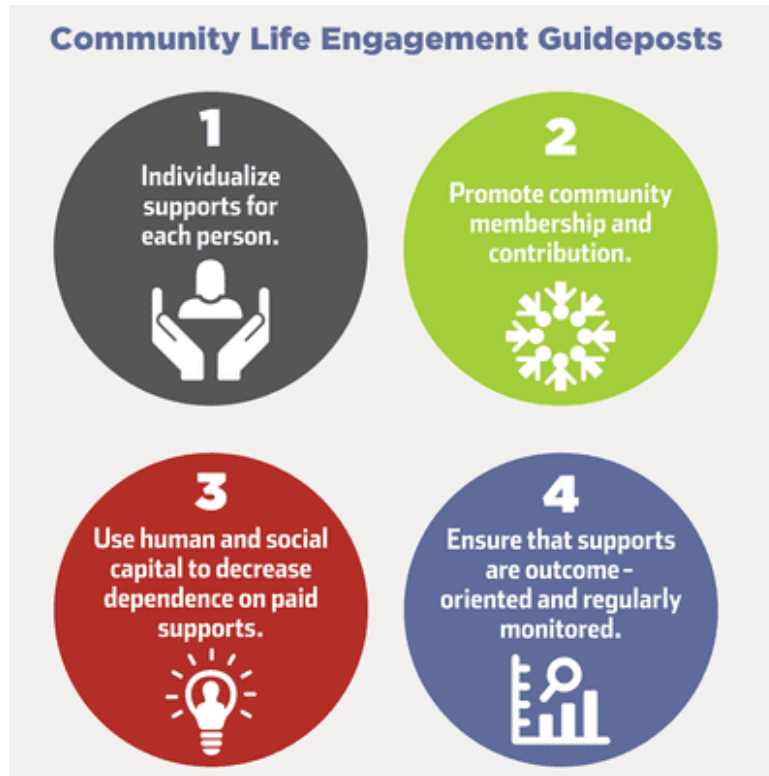 Community Life Engagement Guideposts
1
Individualize
supports for
each person.
2
Promote community
membership and
contribution.
3
Use human and social
capital to decrease
dependence on paid
supports.
4
Ensure that supports
are outcome–
oriented and regularly
monitored.